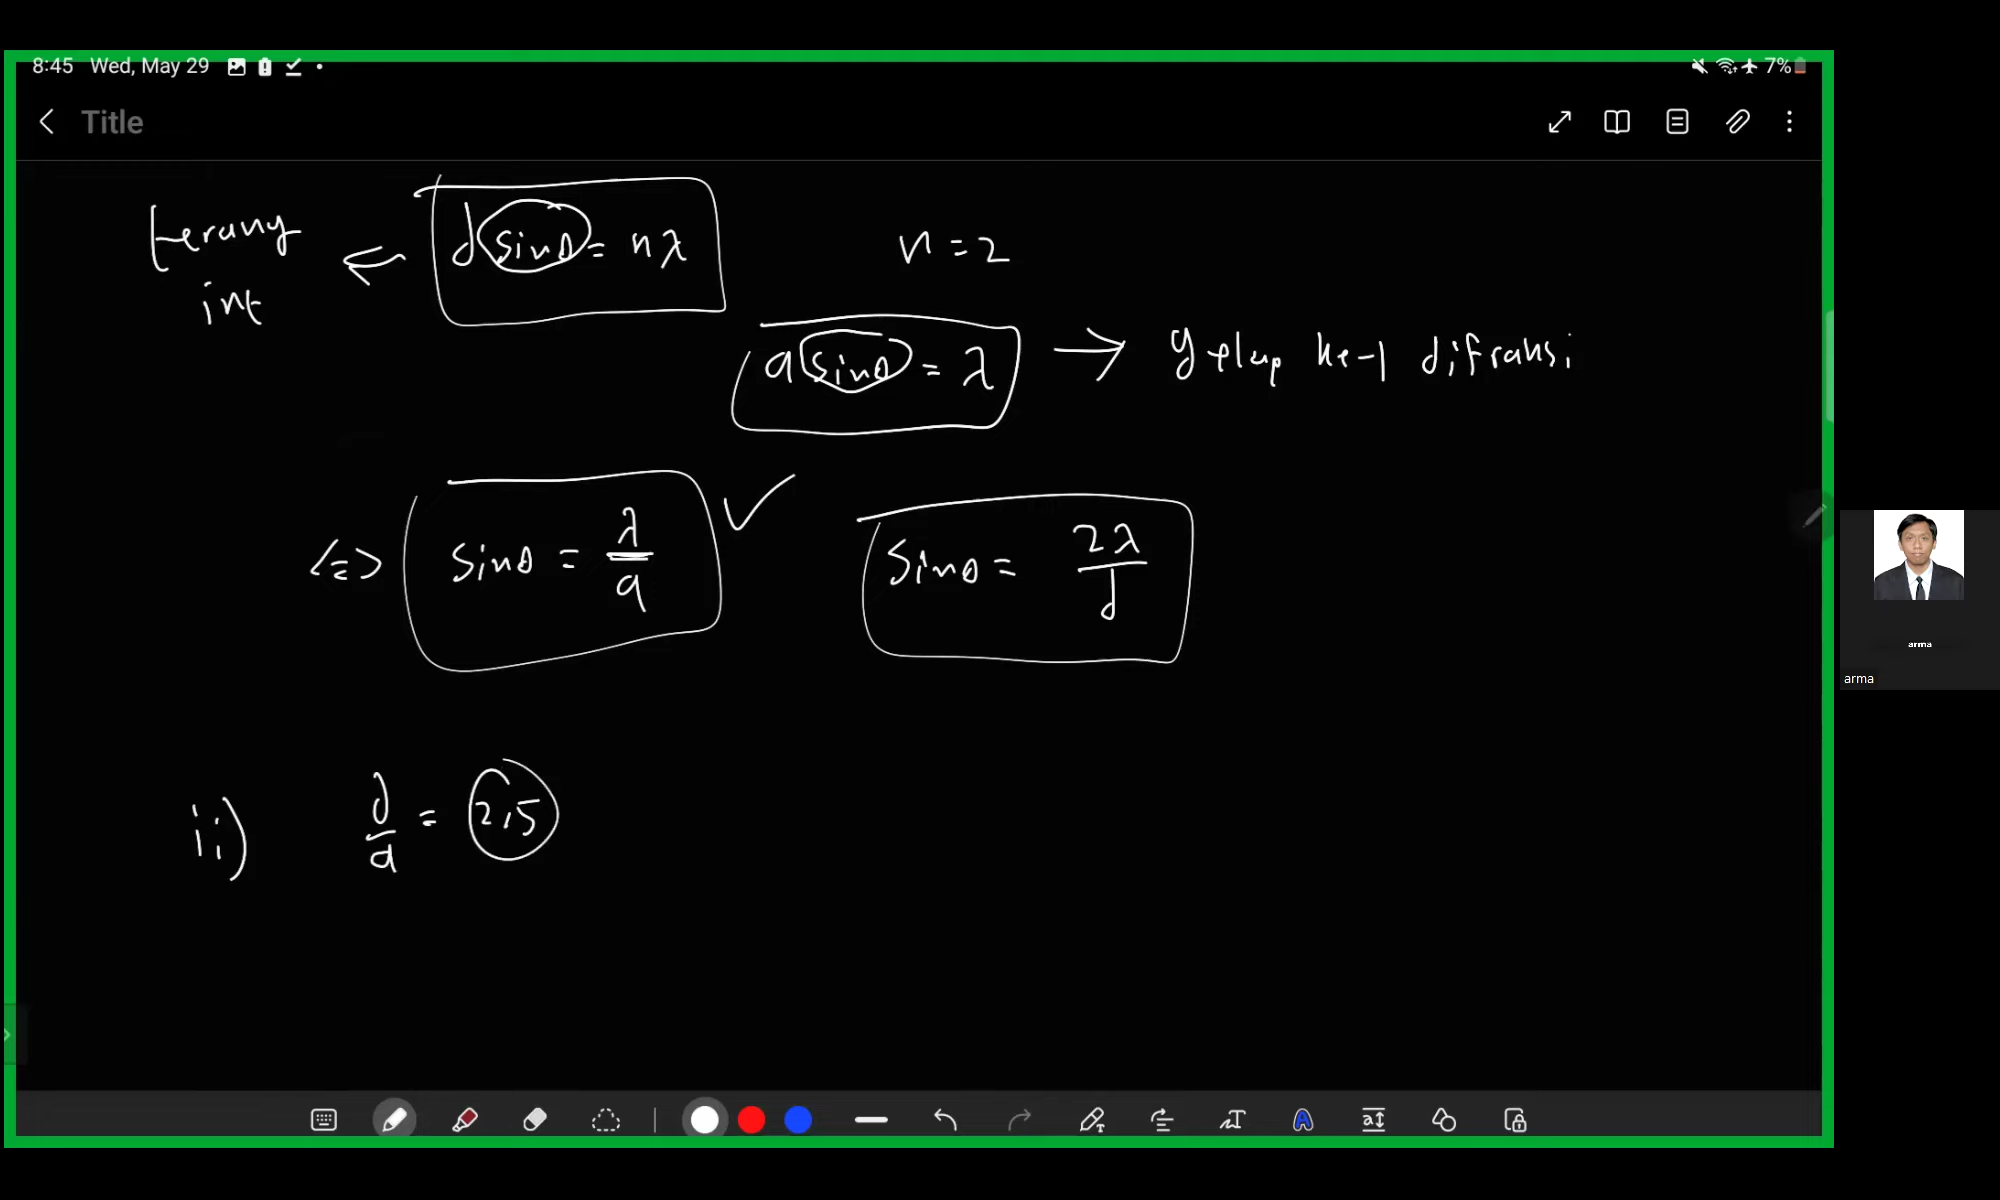 8:45 Wed, May 29
7%
Title
terang int
d sinθ = nλ
n = 2
a sinθ = λ
gelap ke-1 difraksi
<=> sinθ = λ/a
sinθ = 2λ/d
ii) d/a = 2,5
arma
arma